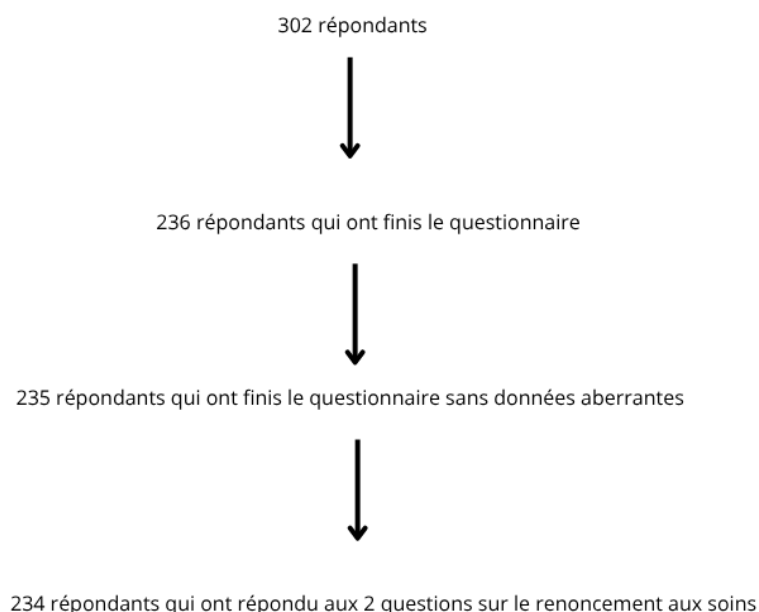 302 répondants
236 répondants qui ont finis le questionnaire
235 répondants qui ont finis le questionnaire sans données aberrantes
234 répondants qui ont répondu aux 2 questions sur le renoncement aux soins